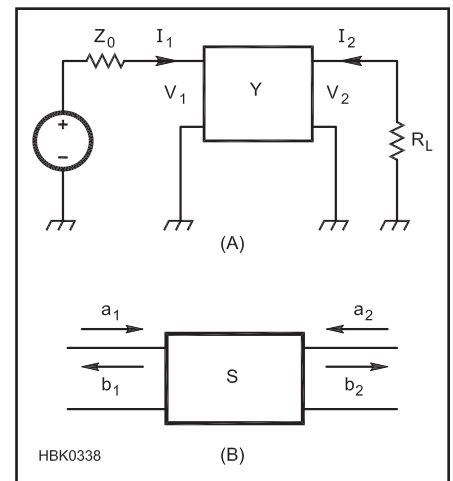 Z0 I1 I2
V1 Y V2
+
−
RL
(A)
a1 a2
S
b1 b2
HBK0338 (B)